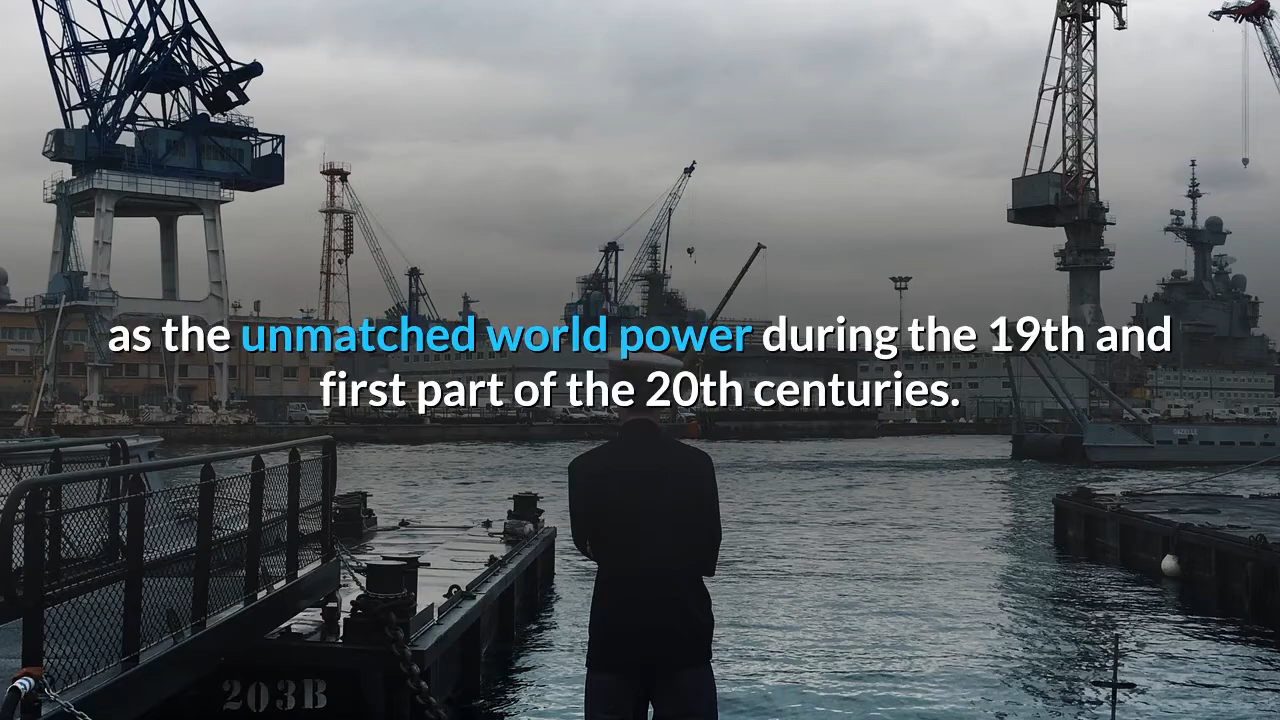 as the unmatched world power during the 19th and
first part of the 20th centuries.
203B